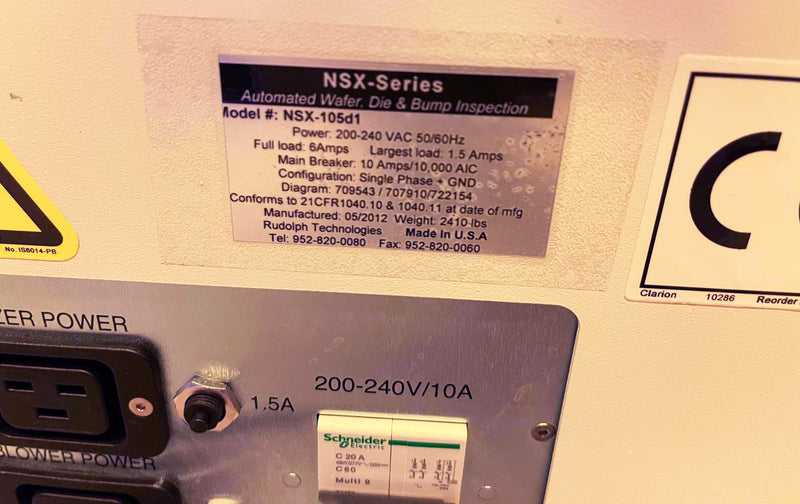 NSX-Series
Automated Wafer, Die & Bump Inspection
Model #: NSX-105d1
Power: 200-240 VAC 50/60Hz
Full load: 6Amps Largest load: 1.5 Amps
Main Breaker: 10 Amps/10,000 AIC
Configuration: Single Phase + GND
Diagram: 709543 / 707910/722154
Conforms to 21CFR1040.10 & 1040.11 at date of mfg
Manufactured: 05/2012 Weight: 2410 lbs
Rudolph Technologies Made In U.S.A
Tel: 952-820-0080 Fax: 952-820-0060
No. IS6014-PB
C
Clarion 10286 Reorder
ZER POWER
1.5A
200-240V/10A
BLOWER POWER
Schneider
Electric
C 20A
C60
Multi 9